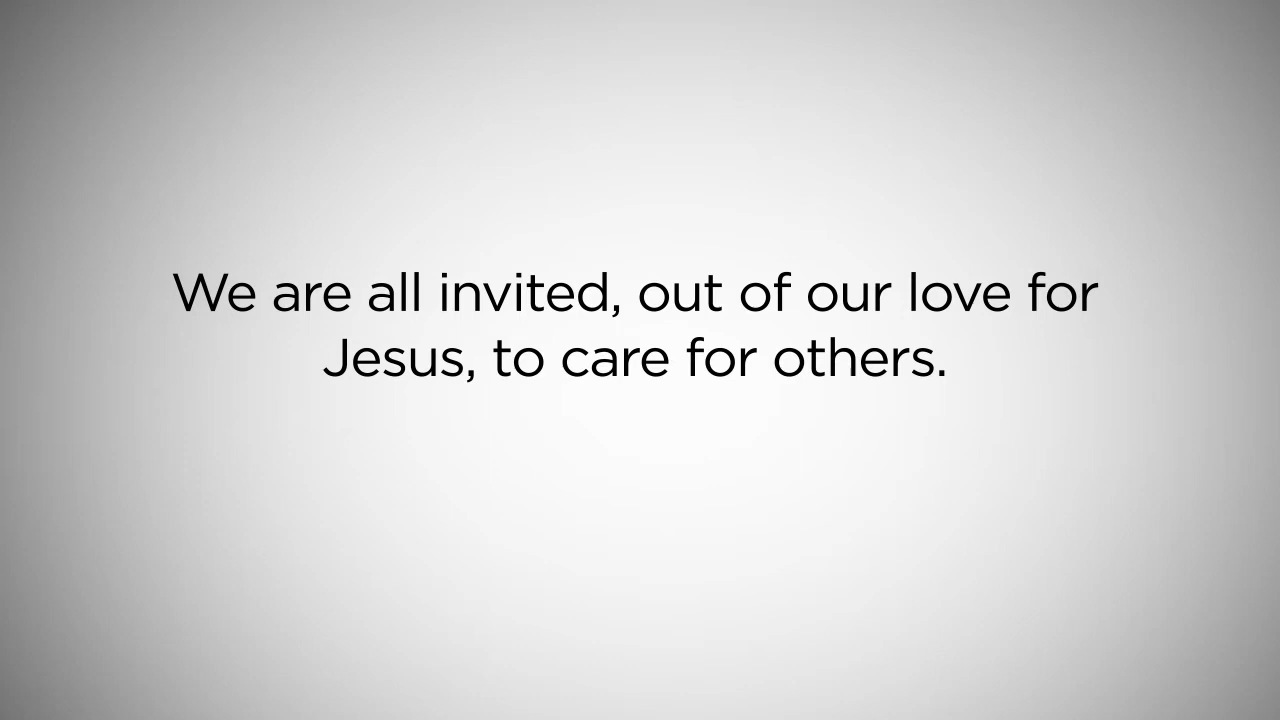 We are all invited, out of our love for
Jesus, to care for others.